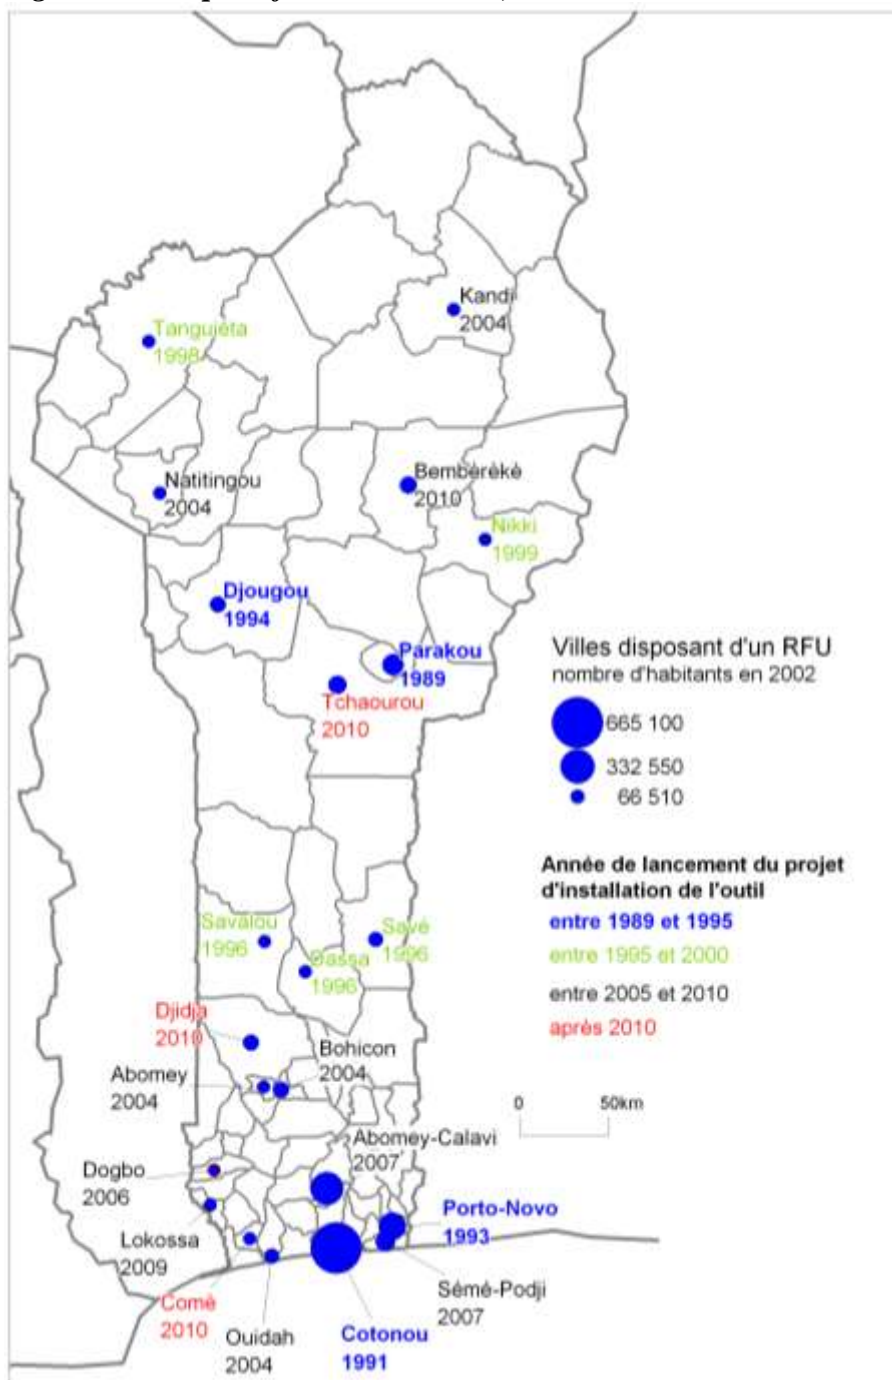 Kandi
2004
Tanguiéta
1998
Natitingou
2004
Bembèrèkè
2010
Nikki
1999
Djougou
1994
Parakou
1989
Tchaourou
2010
Villes disposant d'un RFU
nombre d'habitants en 2002
665 100
332 550
66 510
Année de lancement du projet
d'installation de l'outil
entre 1989 et 1995
entre 1995 et 2000
entre 2005 et 2010
après 2010
Savalou
1996
Savé
1996
Dassa
1996
Djidja
2010
Bohicon
2004
Abomey
2004
0 50km
Abomey-Calavi
2007
Dogbo
2006
Porto-Novo
1993
Lokossa
2009
Sémé-Podji
2007
Comè
2010
Ouidah
2004
Cotonou
1991